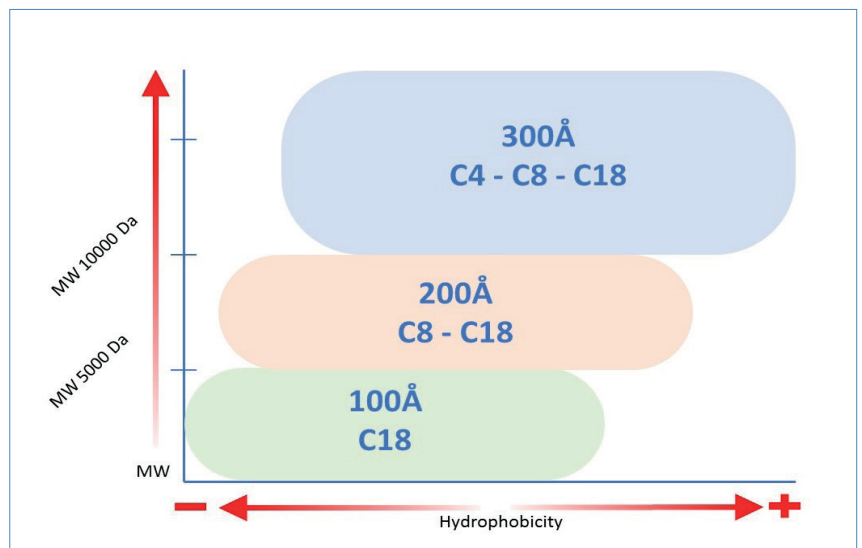 300Å
C4 - C8 - C18
MW 10000 Da
200Å
C8 - C18
MW 5000 Da
100Å
C18
MW
Hydrophobicity